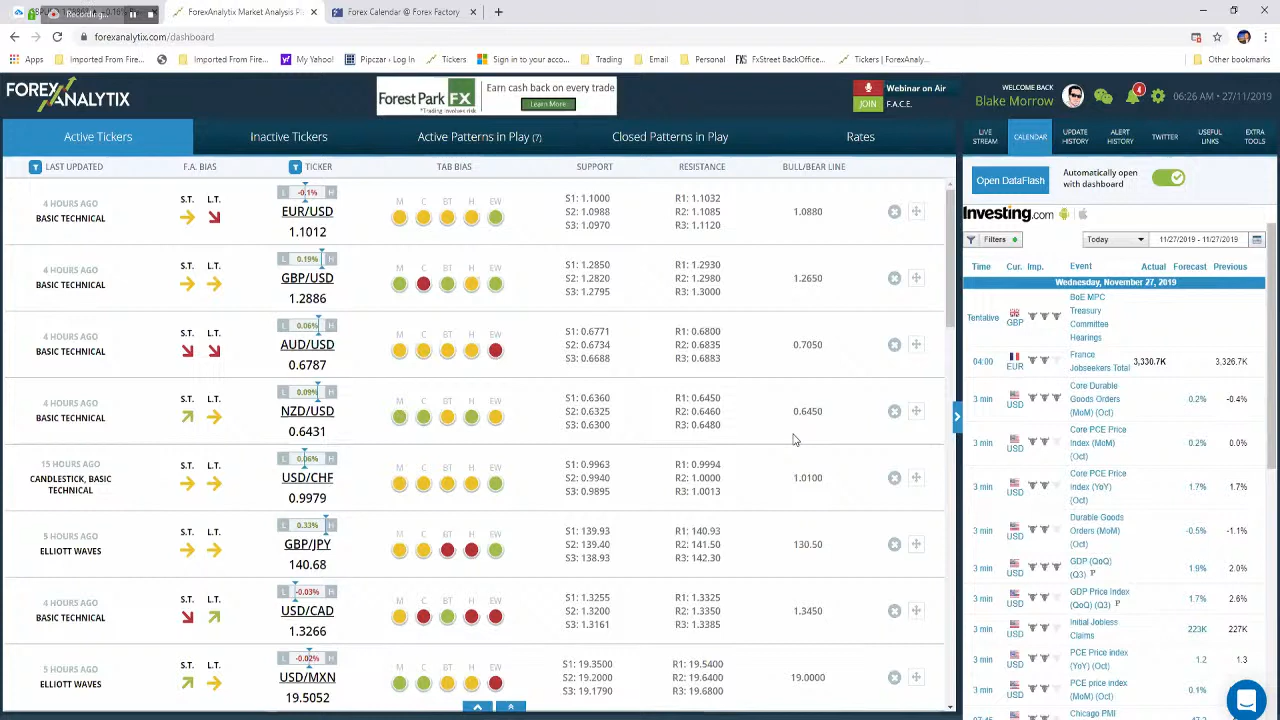 Recording...
-0.16%
ForexAnalytix Market Analysis P
Forex Calendar @ Forex Factory
forexanalytix.com/dashboard
Apps
Imported From Fire...
My Yahoo!
Pipczar ‹ Log In
Tickers
Sign in to your acco...
Trading
Email
Personal
FxStreet BackOffice...
Tickers | ForexAnaly...
Other bookmarks
FOREX ANALYTIX
Forest Park FX
*Trading involves risk.
Earn cash back on every trade
Learn More
Webinar on Air
JOIN F.A.C.E.
WELCOME BACK
Blake Morrow
4
06:26 AM - 27/11/2019
Active Tickers
Inactive Tickers
Active Patterns in Play (7)
Closed Patterns in Play
Rates
LIVE STREAM
CALENDAR
UPDATE HISTORY
ALERT HISTORY
TWITTER
USEFUL LINKS
EXTRA TOOLS
LAST UPDATED F.A. BIAS TICKER TAB BIAS SUPPORT RESISTANCE BULL/BEAR LINE
4 HOURS AGO
BASIC TECHNICAL
S.T. L.T.
L -0.1% H
EUR/USD
1.1012
M C BT H EW
S1: 1.1000
S2: 1.0988
S3: 1.0970
R1: 1.1032
R2: 1.1085
R3: 1.1120
1.0880
4 HOURS AGO
BASIC TECHNICAL
S.T. L.T.
L 0.19% H
GBP/USD
1.2886
M C BT H EW
S1: 1.2850
S2: 1.2820
S3: 1.2795
R1: 1.2930
R2: 1.2980
R3: 1.3000
1.2650
4 HOURS AGO
BASIC TECHNICAL
S.T. L.T.
L 0.06% H
AUD/USD
0.6787
M C BT H EW
S1: 0.6771
S2: 0.6734
S3: 0.6688
R1: 0.6800
R2: 0.6835
R3: 0.6883
0.7050
4 HOURS AGO
BASIC TECHNICAL
S.T. L.T.
L 0.09% H
NZD/USD
0.6431
M C BT H EW
S1: 0.6360
S2: 0.6325
S3: 0.6300
R1: 0.6450
R2: 0.6460
R3: 0.6480
0.6450
15 HOURS AGO
CANDLESTICK, BASIC
TECHNICAL
S.T. L.T.
L 0.06% H
USD/CHF
0.9979
M C BT H EW
S1: 0.9963
S2: 0.9940
S3: 0.9895
R1: 0.9994
R2: 1.0000
R3: 1.0013
1.0100
5 HOURS AGO
ELLIOTT WAVES
S.T. L.T.
L 0.33% H
GBP/JPY
140.68
M C BT H EW
S1: 139.93
S2: 139.40
S3: 138.93
R1: 140.93
R2: 141.50
R3: 142.30
130.50
4 HOURS AGO
BASIC TECHNICAL
S.T. L.T.
L -0.03% H
USD/CAD
1.3266
M C BT H EW
S1: 1.3255
S2: 1.3200
S3: 1.3161
R1: 1.3325
R2: 1.3350
R3: 1.3385
1.3450
5 HOURS AGO
ELLIOTT WAVES
S.T. L.T.
L -0.02% H
USD/MXN
19.5052
M C BT H EW
S1: 19.3500
S2: 19.2000
S3: 19.1790
R1: 19.5400
R2: 19.6400
R3: 19.6800
19.0000
Open DataFlash
Automatically open
with dashboard
Investing.com
Filters
Today
11/27/2019 - 11/27/2019
Time Cur. Imp. Event Actual Forecast Previous
Wednesday, November 27, 2019
Tentative GBP BoE MPC
Treasury
Committee
Hearings
04:00 EUR France
Jobseekers Total 3,330.7K 3,326.7K
3 min USD Core Durable
Goods Orders
(MoM) (Oct) 0.2% -0.4%
3 min USD Core PCE Price
Index (MoM)
(Oct) 0.2% 0.0%
3 min USD Core PCE Price
Index (YoY)
(Oct) 1.7% 1.7%
3 min USD Durable Goods
Orders (MoM)
(Oct) -0.5% -1.1%
3 min USD GDP (QoQ)
(Q3) P 1.9% 2.0%
3 min USD GDP Price Index
(QoQ) (Q3) P 1.7% 2.6%
3 min USD Initial Jobless
Claims 223K 227K
3 min USD PCE Price index
(YoY) (Oct) 1.2 1.3
3 min USD PCE price index
(MoM) (Oct) 0.1%
Chicago PMI